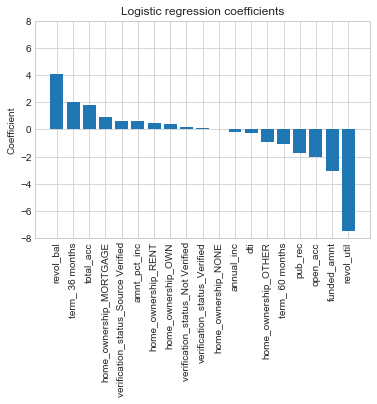 Logistic regression coefficients
Coefficient
8
6
4
2
0
−2
−4
−6
−8
revol_bal
term_ 36 months
total_acc
home_ownership_MORTGAGE
verification_status_Source Verified
amnt_pct_inc
home_ownership_RENT
home_ownership_OWN
verification_status_Not Verified
verification_status_Verified
home_ownership_NONE
annual_inc
dti
home_ownership_OTHER
term_ 60 months
pub_rec
open_acc
funded_amnt
revol_util